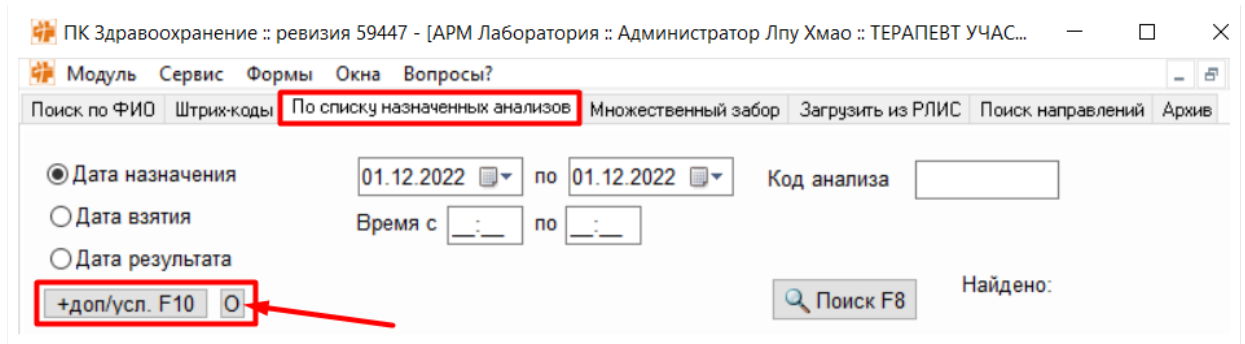 ПК Здравоохранение :: ревизия 59447 - [АРМ Лаборатория :: Администратор Лпу Хмао :: ТЕРАПЕВТ УЧАС...
Модуль Сервис Формы Окна Вопросы?
Поиск по ФИО Штрих-коды По списку назначенных анализов Множественный забор Загрузить из РЛИС Поиск направлений Архив
Дата назначения 01.12.2022 по 01.12.2022 Код анализа
Дата взятия Время с __:__ по __:__
Дата результата
+доп/усл. F10 О Поиск F8 Найдено: